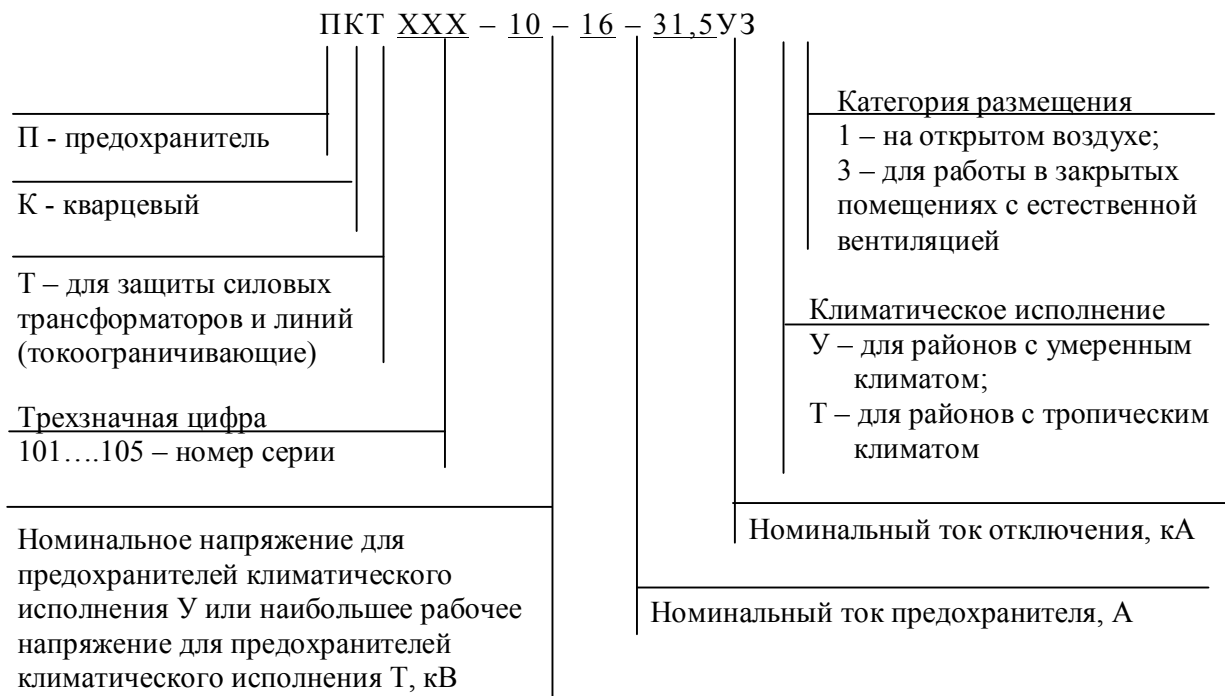 ПКТ ХХХ – 10 – 16 – 31,5УЗ
П - предохранитель
К - кварцевый
Т – для защиты силовых
трансформаторов и линий
(токоограничивающие)
Трехзначная цифра
101….105 – номер серии
Номинальное напряжение для
предохранителей климатического
исполнения У или наибольшее рабочее
напряжение для предохранителей
климатического исполнения Т, кВ
Категория размещения
1 – на открытом воздухе;
3 – для работы в закрытых
помещениях с естественной
вентиляцией
Климатическое исполнение
У – для районов с умеренным
климатом;
Т – для районов с тропическим
климатом
Номинальный ток отключения, кА
Номинальный ток предохранителя, А